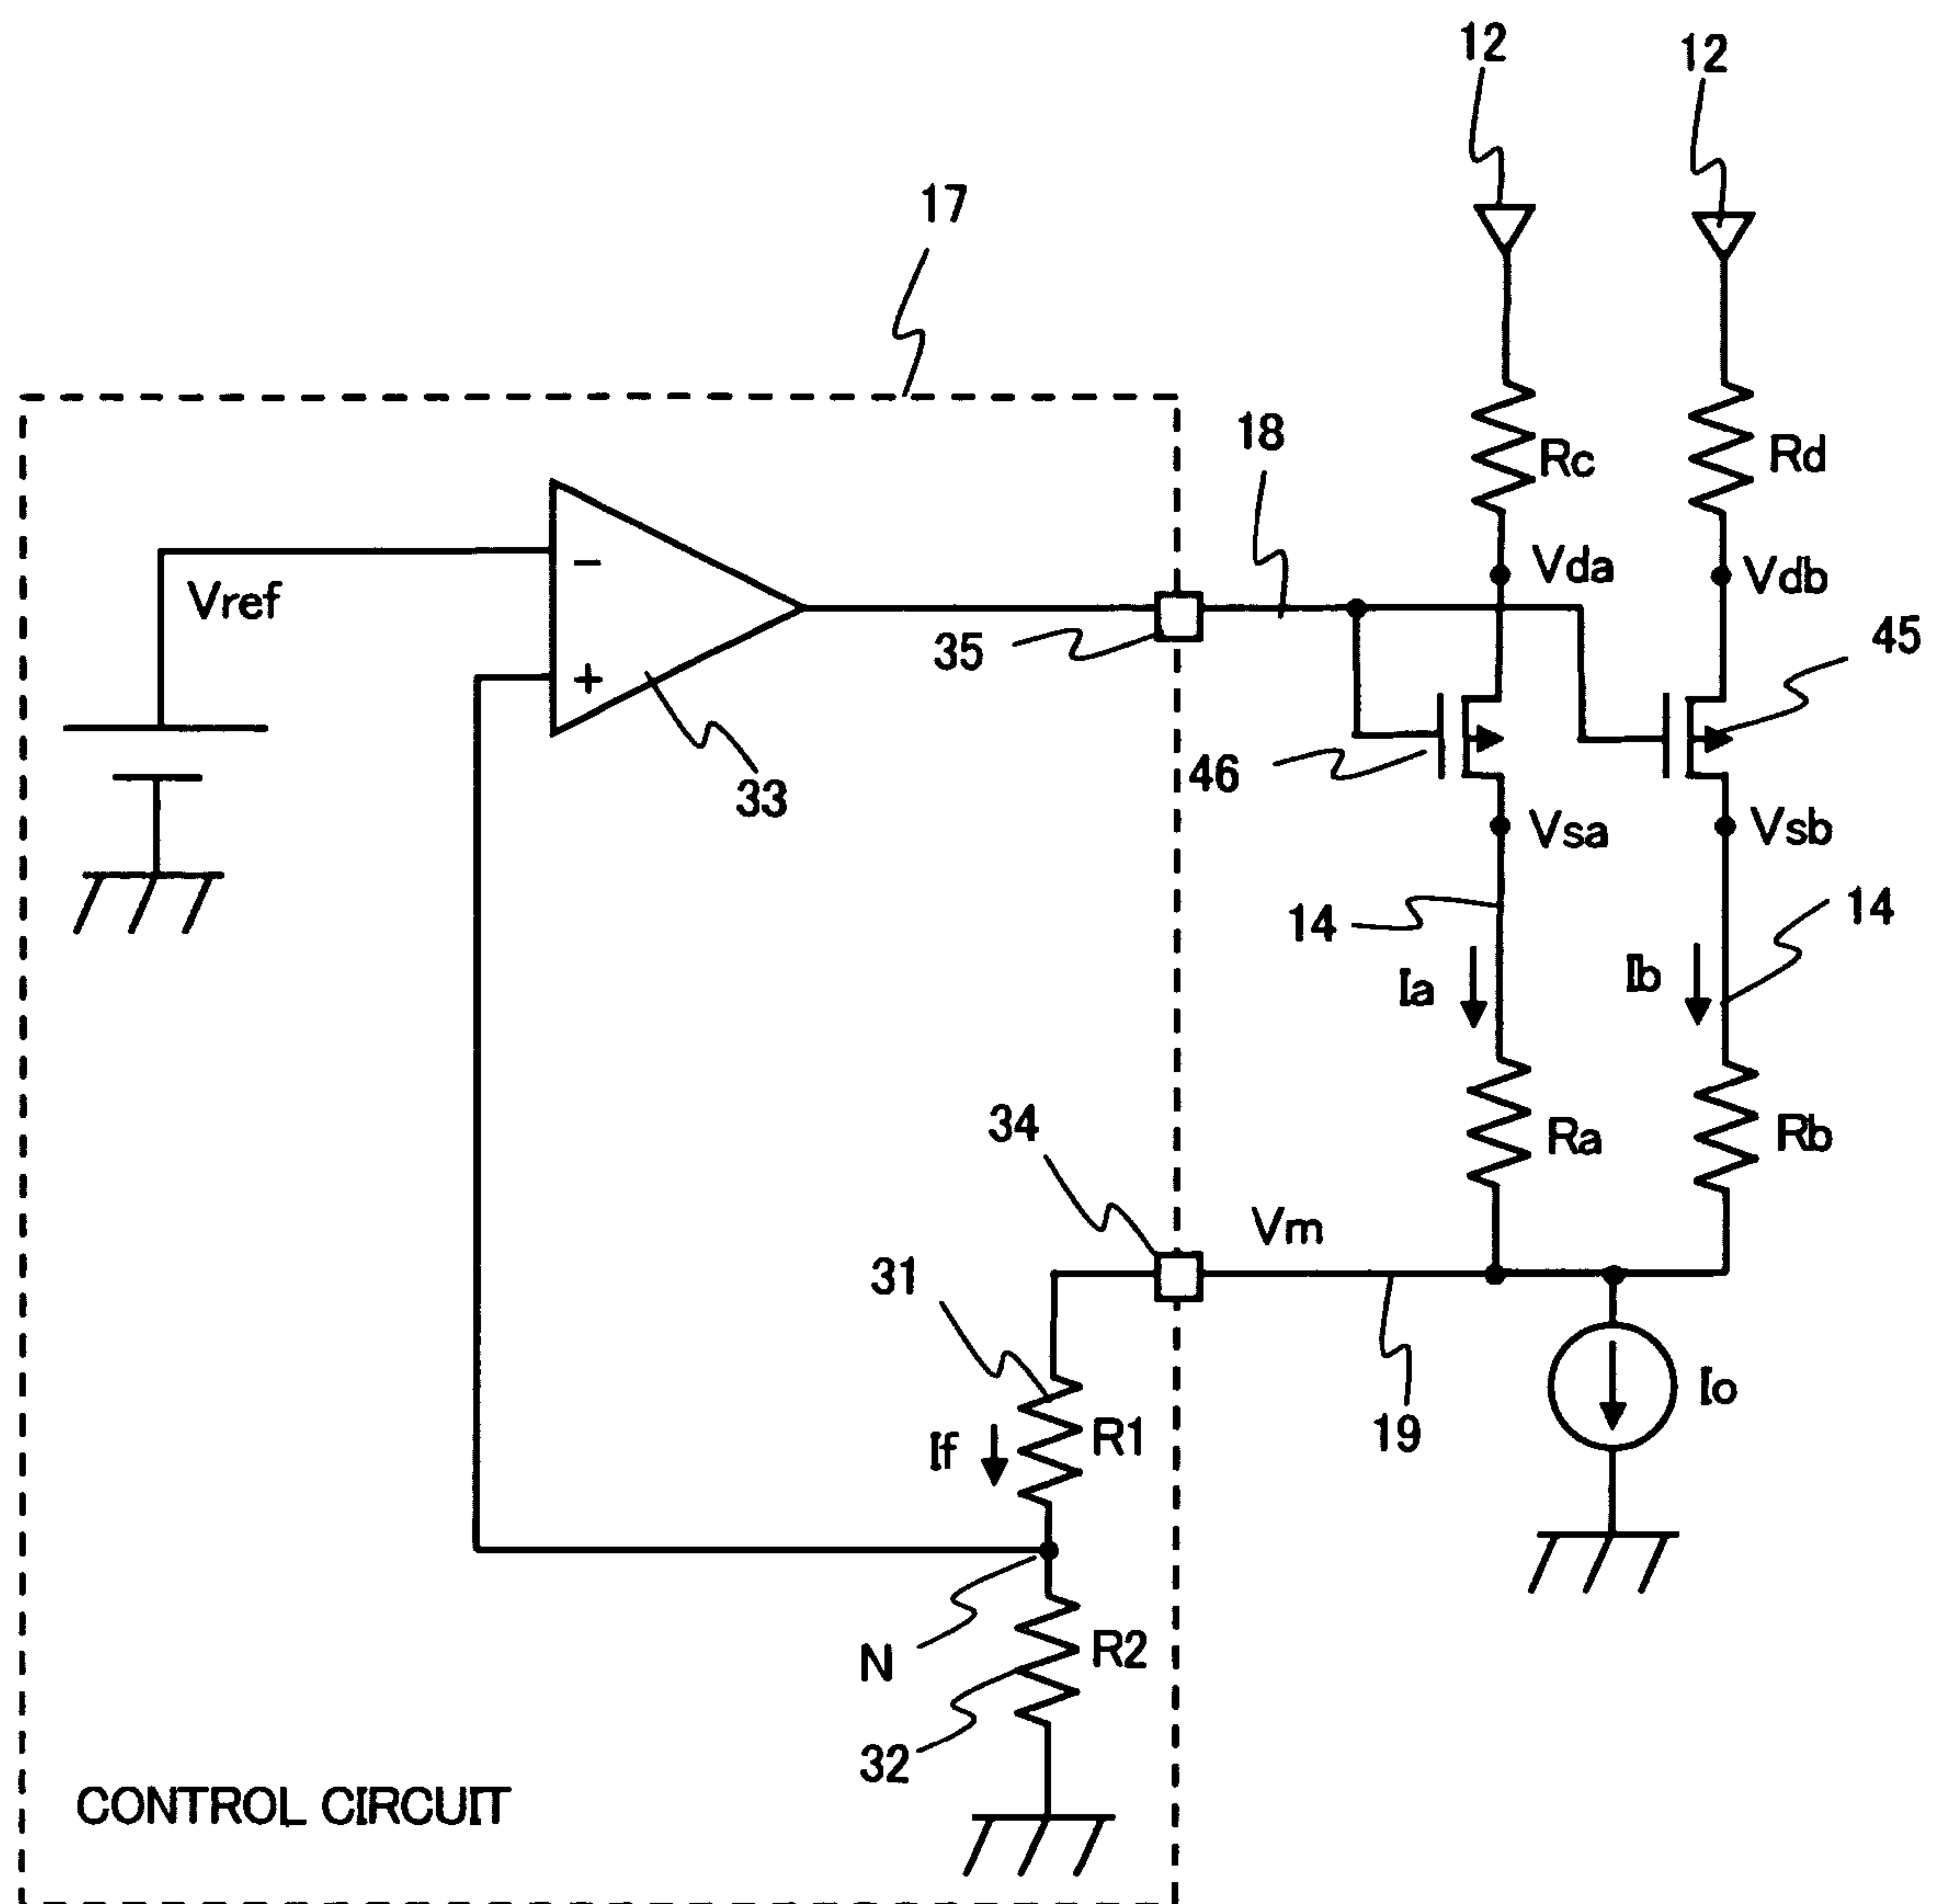 12
12
17
18
Rc
Rd
Vref
−
+
Vda
Vdb
35
45
46
33
Vsa
Vsb
14
14
Ia
Ib
34
Ra
Rb
Vm
31
If
R1
19
Io
N
R2
32
CONTROL CIRCUIT